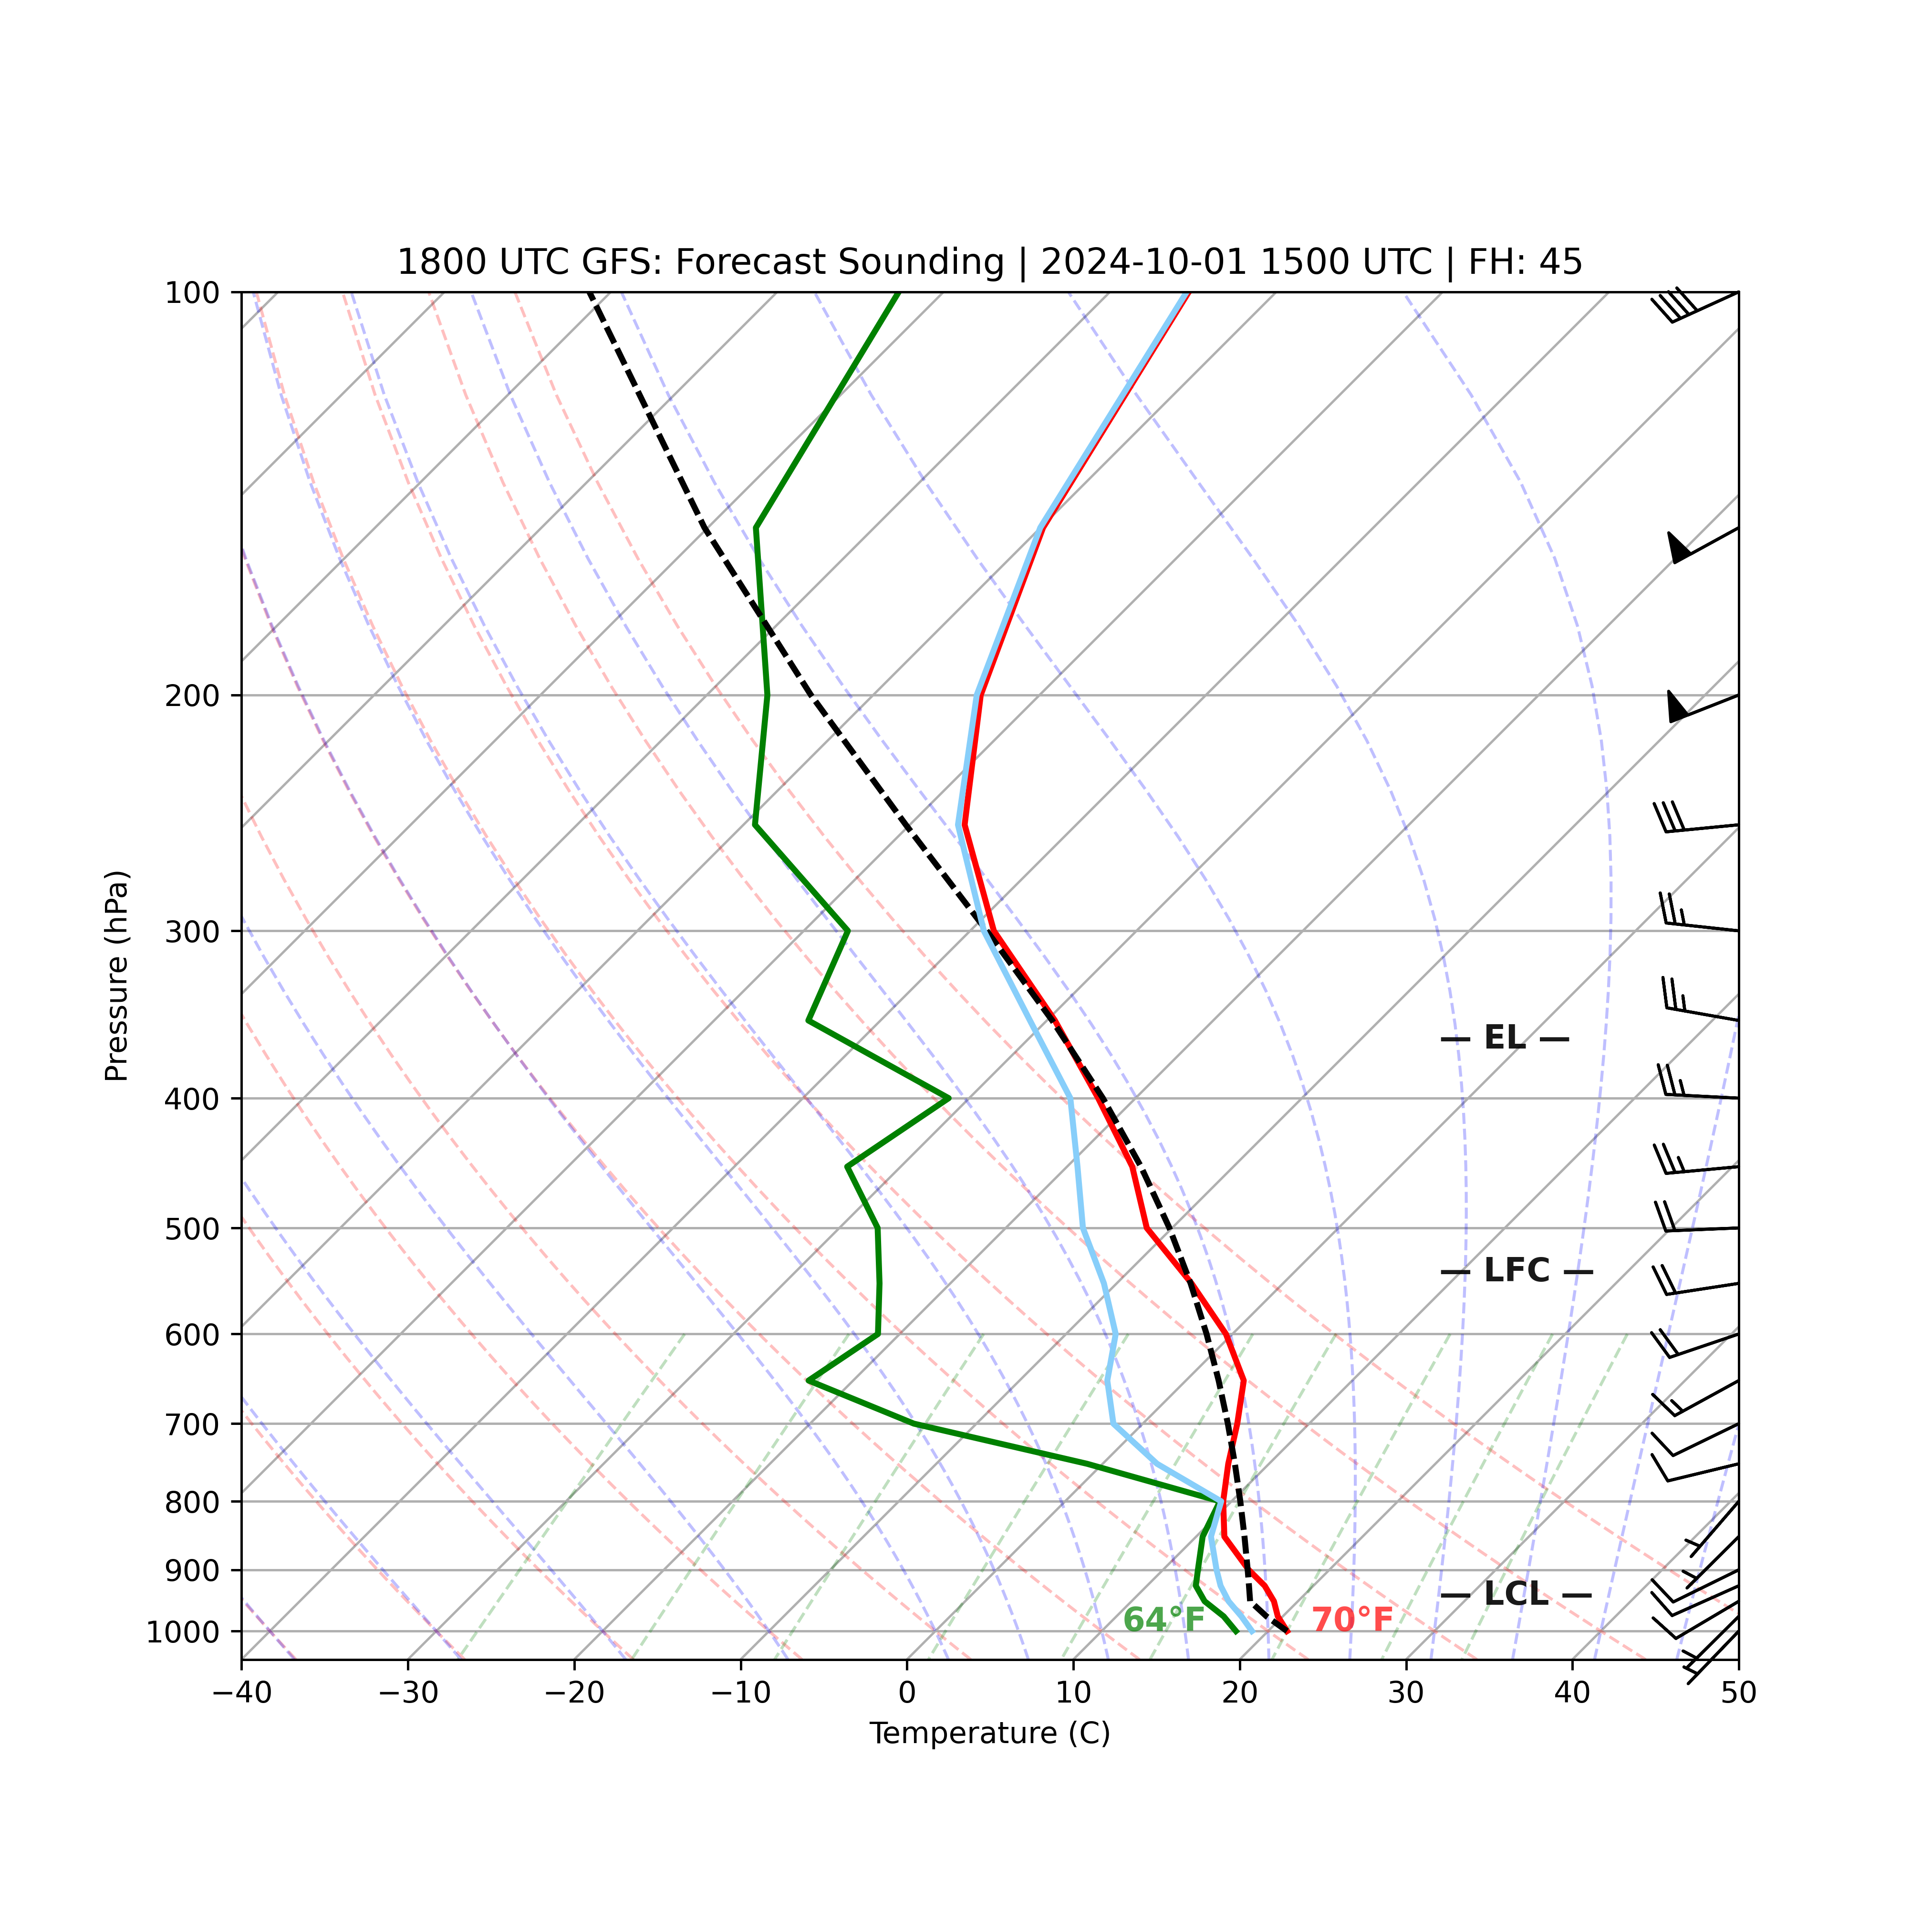 1800 UTC GFS: Forecast Sounding | 2024-10-01 1500 UTC | FH: 45
100
200
300
400
500
600
700
800
900
1000
Pressure (hPa)
— EL —
— LFC —
— LCL —
64°F 70°F
−40 −30 −20 −10 0 10 20 30 40 50
Temperature (C)